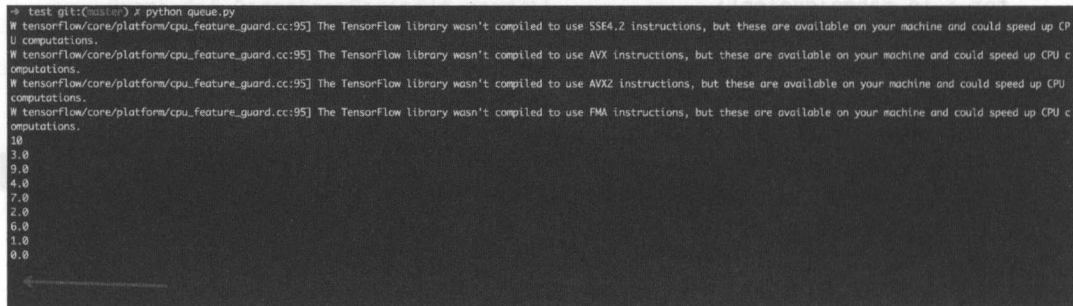 → test git:(master) ✗ python queue.py
W tensorflow/core/platform/cpu_feature_guard.cc:95] The TensorFlow library wasn't compiled to use SSE4.2 instructions, but these are available on your machine and could speed up CP
U computations.
W tensorflow/core/platform/cpu_feature_guard.cc:95] The TensorFlow library wasn't compiled to use AVX instructions, but these are available on your machine and could speed up CPU c
omputations.
W tensorflow/core/platform/cpu_feature_guard.cc:95] The TensorFlow library wasn't compiled to use AVX2 instructions, but these are available on your machine and could speed up CPU
computations.
W tensorflow/core/platform/cpu_feature_guard.cc:95] The TensorFlow library wasn't compiled to use FMA instructions, but these are available on your machine and could speed up CPU c
omputations.
10
3.0
9.0
4.0
7.0
2.0
6.0
1.0
0.0